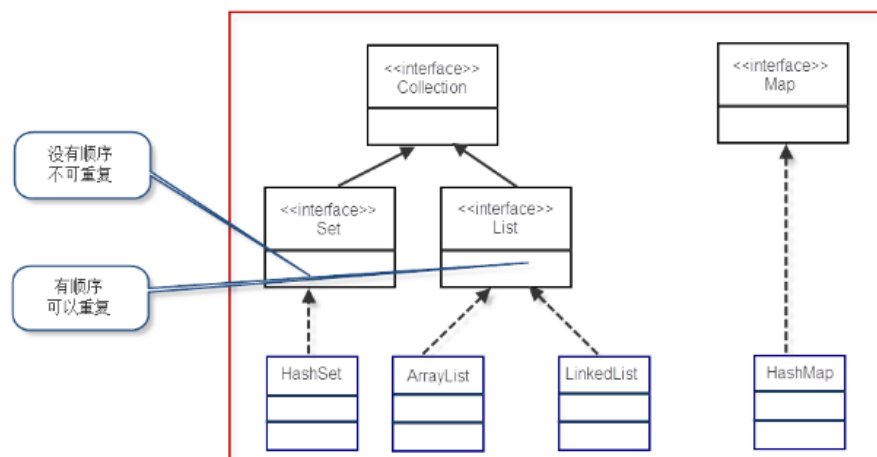 <<interface>>
Collection
<<interface>>
Map
没有顺序
不可重复
<<interface>>
Set
<<interface>>
List
有顺序
可以重复
HashSet
ArrayList
LinkedList
HashMap